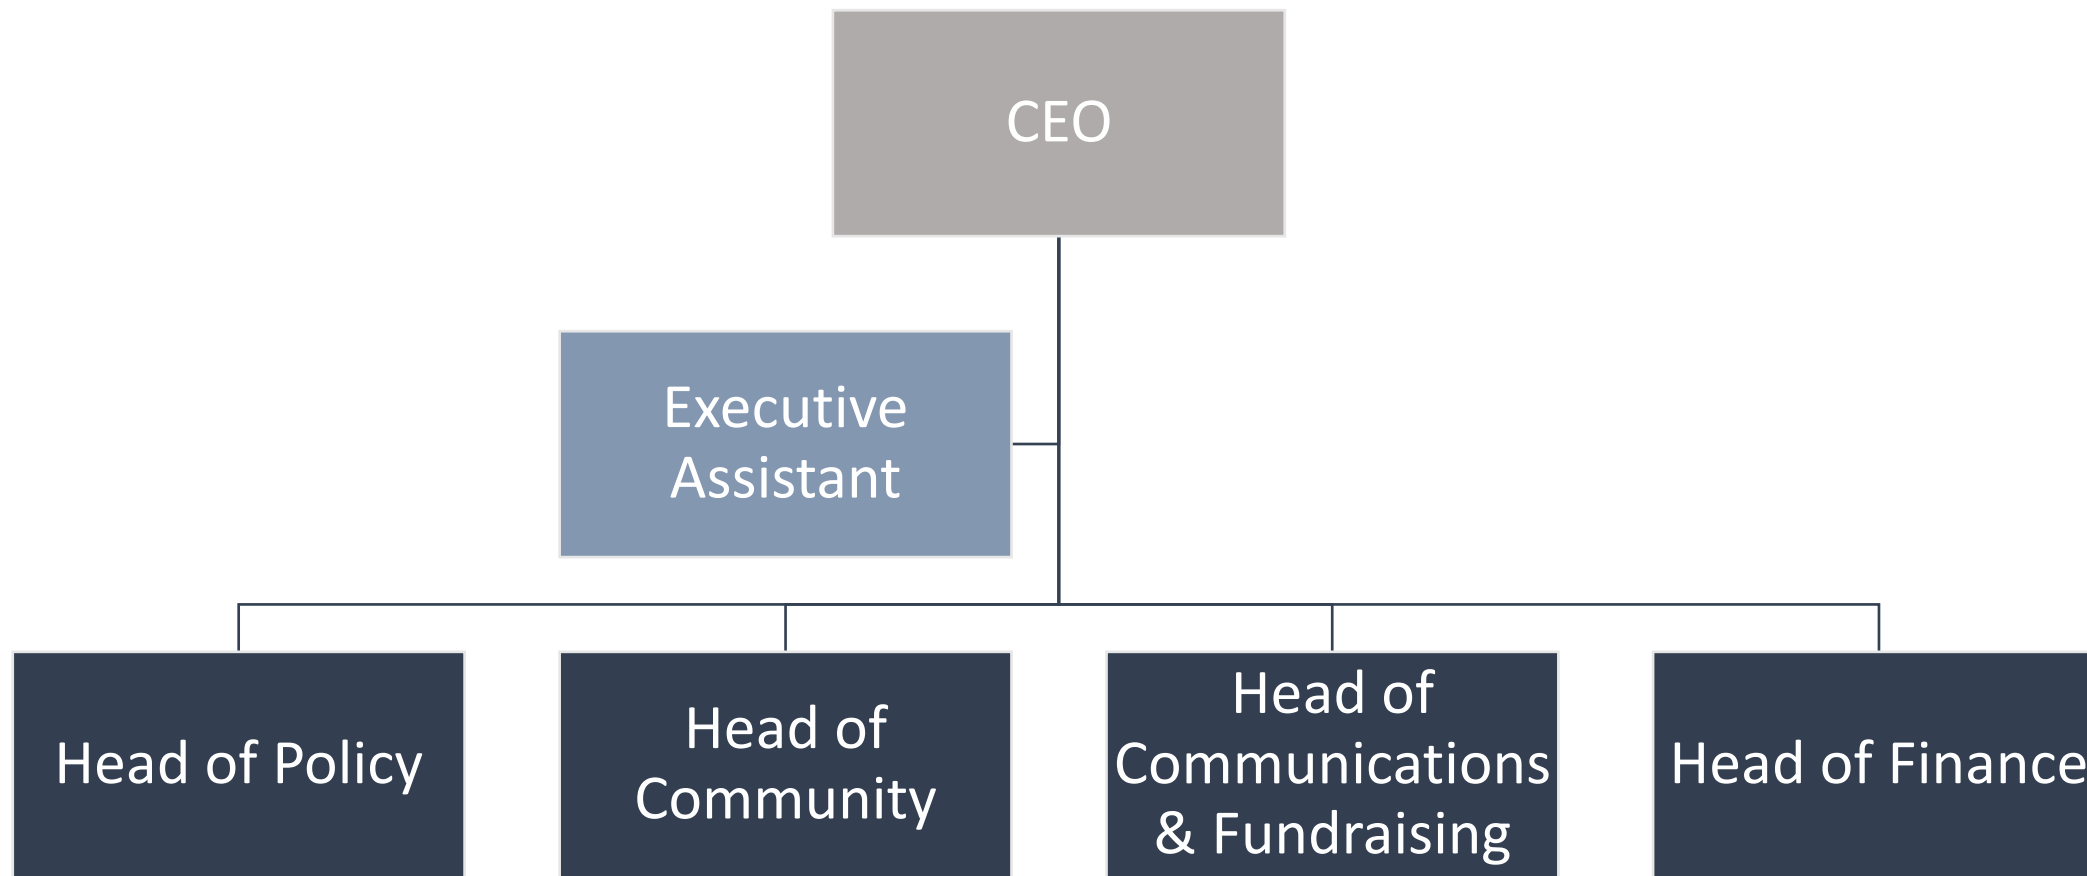 CEO
Executive
Assistant
Head of Policy
Head of
Community
Head of
Communications
& Fundraising
Head of Finance